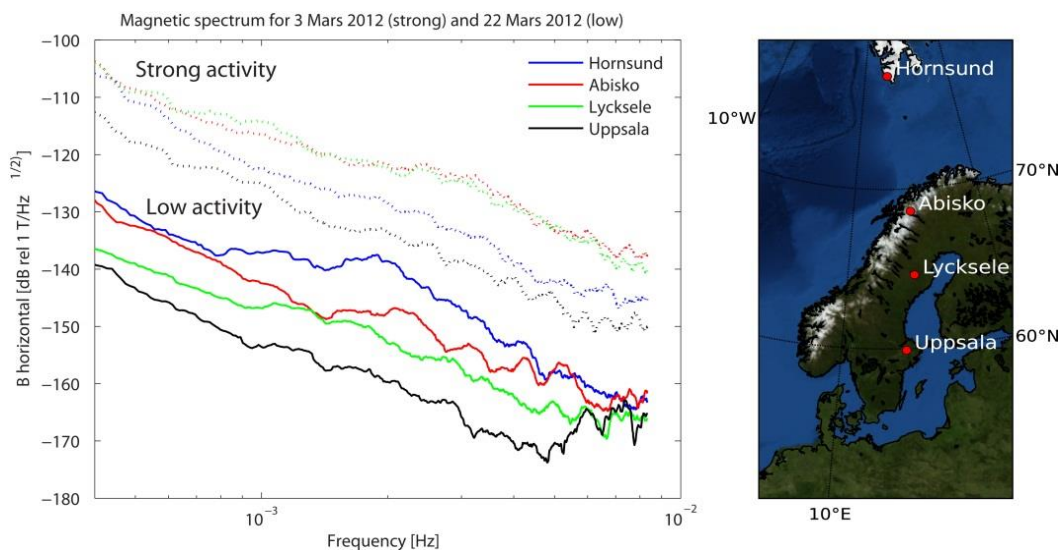 Magnetic spectrum for 3 Mars 2012 (strong) and 22 Mars 2012 (low)
−100
−110
−120
−130
−140
−150
−160
−170
−180
B horizontal [dB rel 1 T/Hz^1/2)]
Strong activity
Low activity
Hornsund
Abisko
Lycksele
Uppsala
10^−3
10^−2
Frequency [Hz]
Hornsund
10°W
70°N
Abisko
Lycksele
Uppsala
60°N
10°E